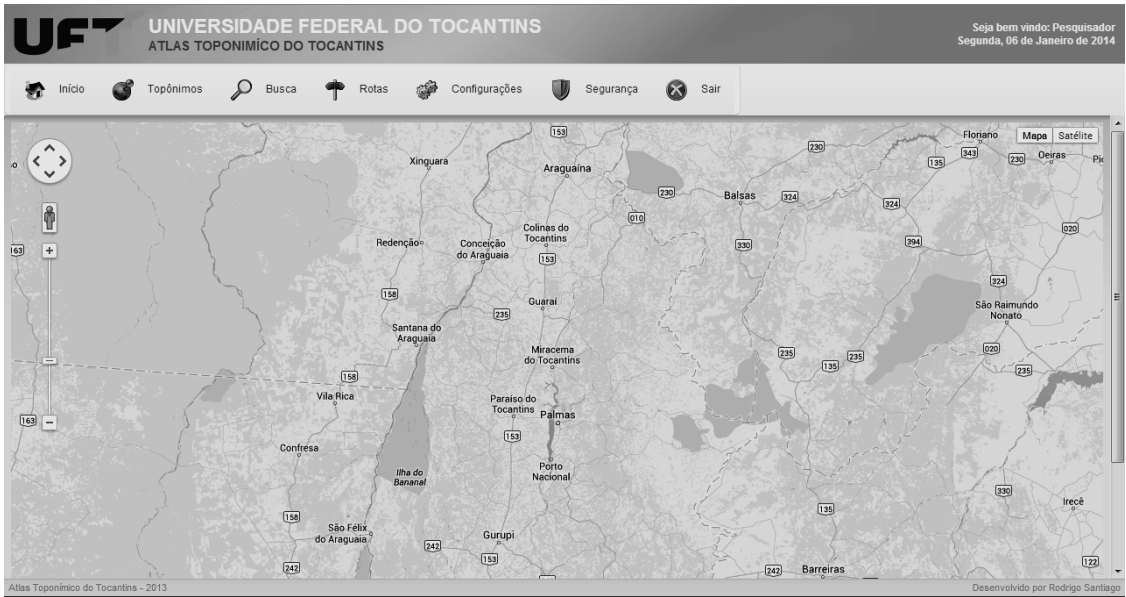 UFT
UNIVERSIDADE FEDERAL DO TOCANTINS
ATLAS TOPONIMÍCO DO TOCANTINS
Seja bem vindo: Pesquisador
Segunda, 06 de Janeiro de 2014
Início Topônimos Busca Rotas Configurações Segurança Sair
153
Floriano
Mapa Satélite
230
343
Xinguara
135
230
Oeiras
Araguaína
230
Balsas
324
324
010
020
Colinas do
Tocantins
Redenção
Conceição
do Araguaia
330
394
163
+
153
324
158
Guaraí
São Raimundo
Nonato
235
Santana do
Araguaia
Miracema
do Tocantins
235
135
235
020
235
158
Vila Rica
Paraíso do
Tocantins
Palmas
163
153
Confresa
Ilha do
Bananal
Porto
Nacional
330
Irecê
158
135
São Félix
do Araguaia
Gurupi
242
153
122
242
242
Barreiras
Atlas Toponímico do Tocantins - 2013
Desenvolvido por Rodrigo Santiago